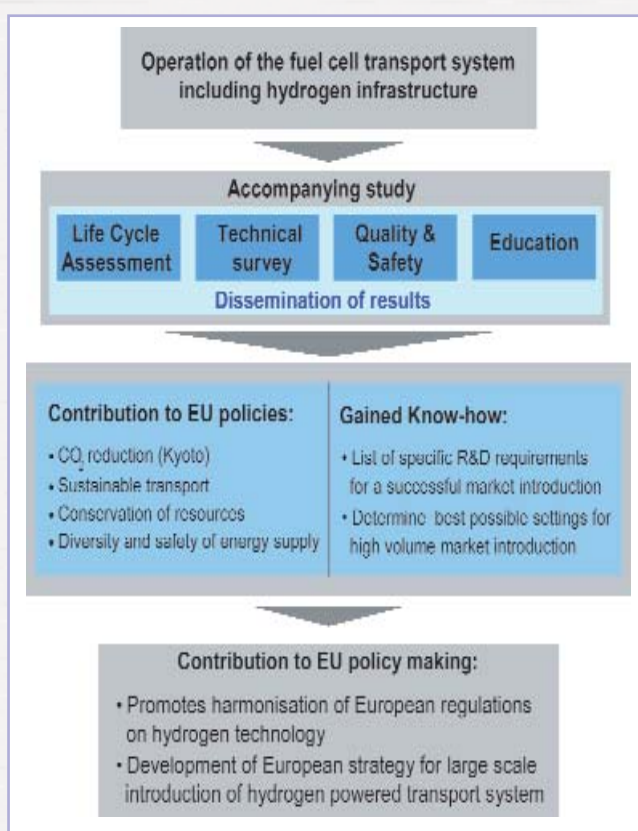 Operation of the fuel cell transport system
including hydrogen infrastructure
Accompanying study
Life Cycle
Assessment
Technical
survey
Quality &
Safety
Education
Dissemination of results
Contribution to EU policies:
• CO2 reduction (Kyoto)
• Sustainable transport
• Conservation of resources
• Diversity and safety of energy supply
Gained Know-how:
• List of specific R&D requirements
for a successful market introduction
• Determine best possible settings for
high volume market introduction
Contribution to EU policy making:
• Promotes harmonisation of European regulations
on hydrogen technology
• Development of European strategy for large scale
introduction of hydrogen powered transport system